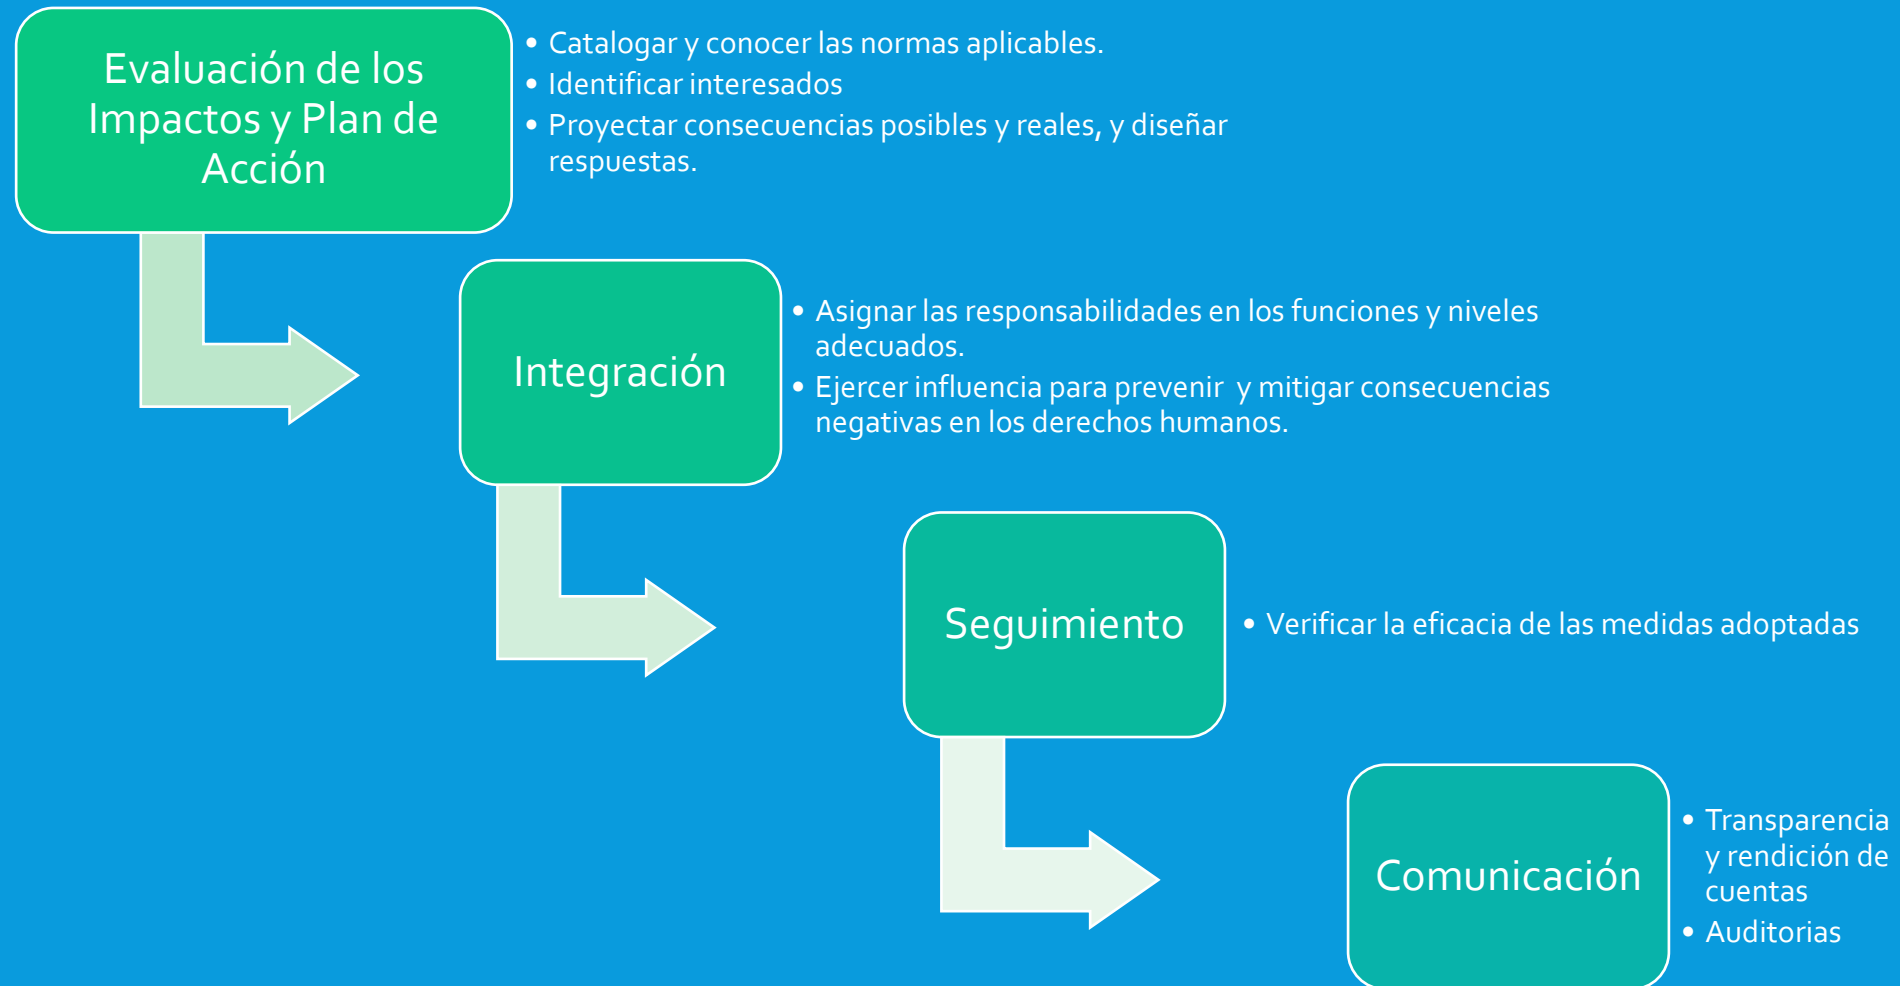 Evaluación de los
Impactos y Plan de
Acción
• Catalogar y conocer las normas aplicables.
• Identificar interesados
• Proyectar consecuencias posibles y reales, y diseñar
respuestas.
Integración
• Asignar las responsabilidades en los funciones y niveles
adecuados.
• Ejercer influencia para prevenir y mitigar consecuencias
negativas en los derechos humanos.
Seguimiento
• Verificar la eficacia de las medidas adoptadas
Comunicación
• Transparencia
y rendición de
cuentas
• Auditorias